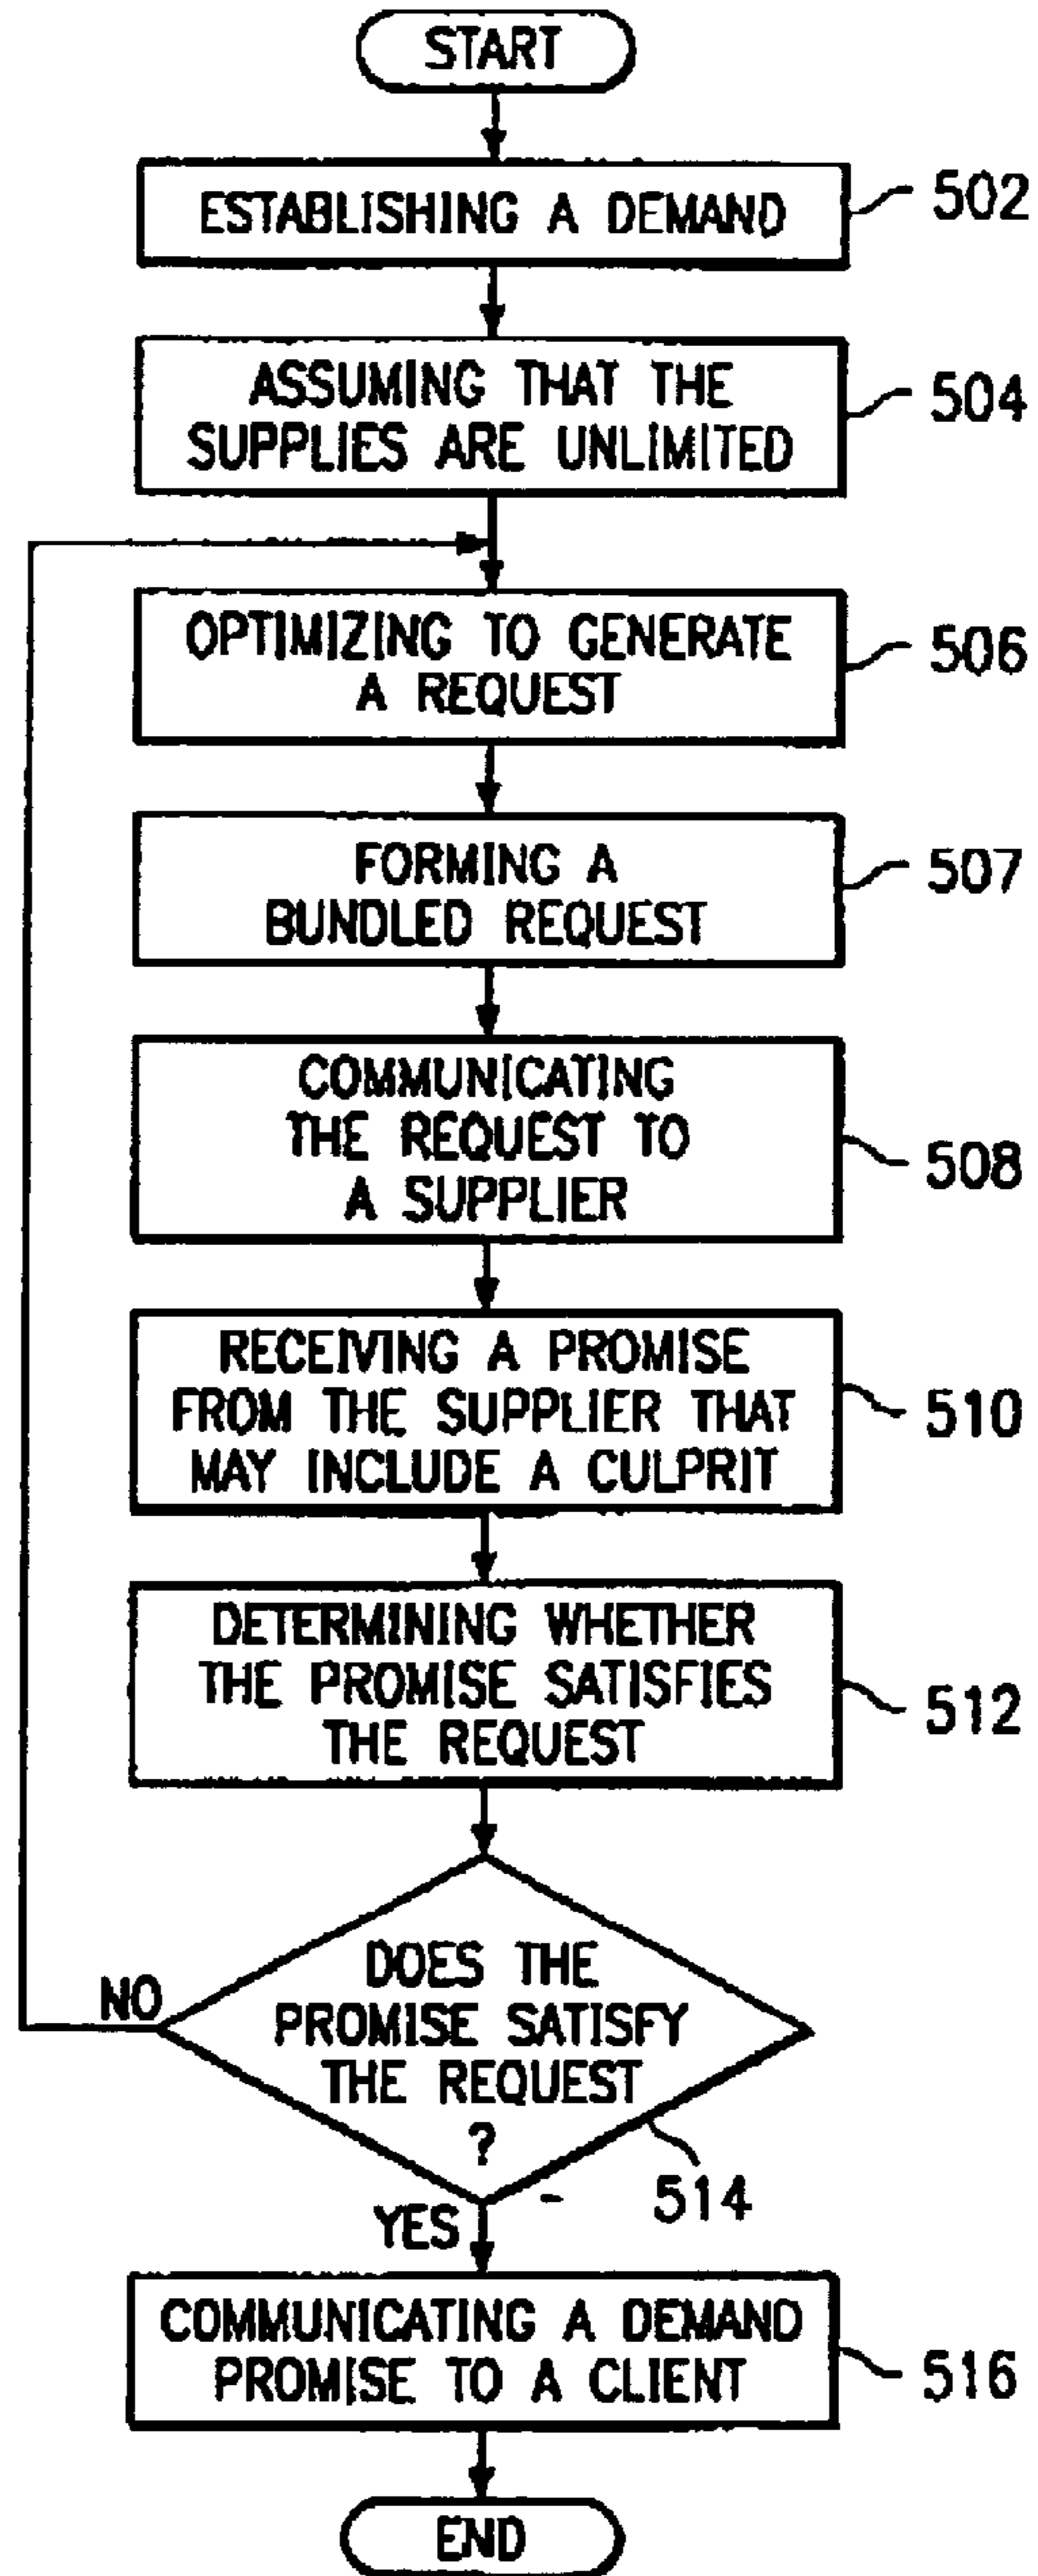 START
ESTABLISHING A DEMAND
502
ASSUMING THAT THE
SUPPLIES ARE UNLIMITED
504
OPTIMIZING TO GENERATE
A REQUEST
506
FORMING A
BUNDLED REQUEST
507
COMMUNICATING
THE REQUEST TO
A SUPPLIER
508
RECEIVING A PROMISE
FROM THE SUPPLIER THAT
MAY INCLUDE A CULPRIT
510
DETERMINING WHETHER
THE PROMISE SATISFIES
THE REQUEST
512
DOES THE
PROMISE SATISFY
THE REQUEST
?
NO
514
YES
COMMUNICATING A DEMAND
PROMISE TO A CLIENT
516
END